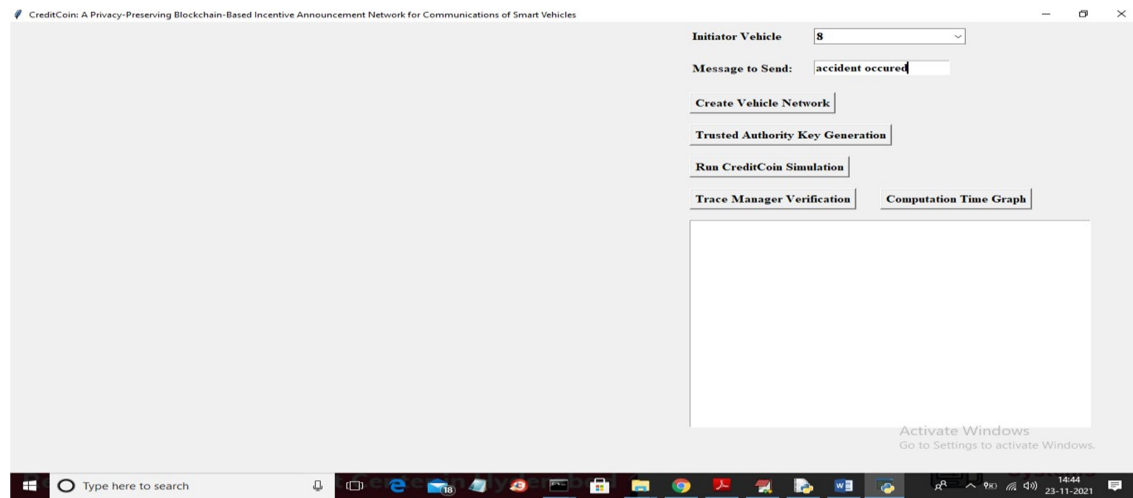 CreditCoin: A Privacy-Preserving Blockchain-Based Incentive Announcement Network for Communications of Smart Vehicles
Initiator Vehicle 8
Message to Send: accident occured
Create Vehicle Network
Trusted Authority Key Generation
Run CreditCoin Simulation
Trace Manager Verification Computation Time Graph
Activate Windows
Go to Settings to activate Windows.
Type here to search
18
14:44
23-11-2021